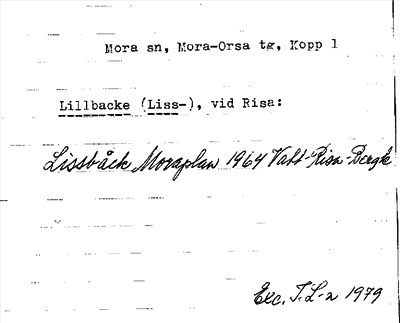 Mora sn, Mora-Orsa tg, Kopp 1
Lillbacke (Liss-), vid Risa:
Lissbäck Moraplan 1964 Vatt-Risa-Bergk
Exc. T.L-a 1979